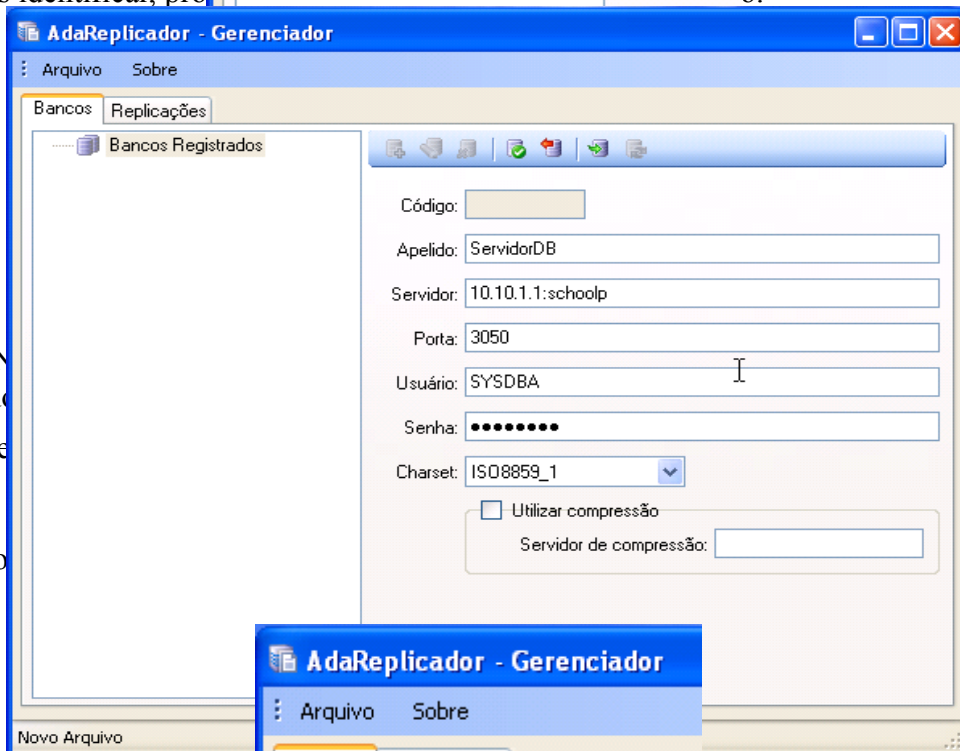 AdaReplicador - Gerenciador
Arquivo Sobre
Bancos Replicações
Bancos Registrados
Código:
Apelido: ServidorDB
Servidor: 10.10.1.1:schoolp
Porta: 3050
Usuário: SYSDBA
Senha: ●●●●●●●●
Charset: ISO8859_1
Utilizar compressão
Servidor de compressão:
Novo Arquivo
AdaReplicador - Gerenciador
Arquivo Sobre